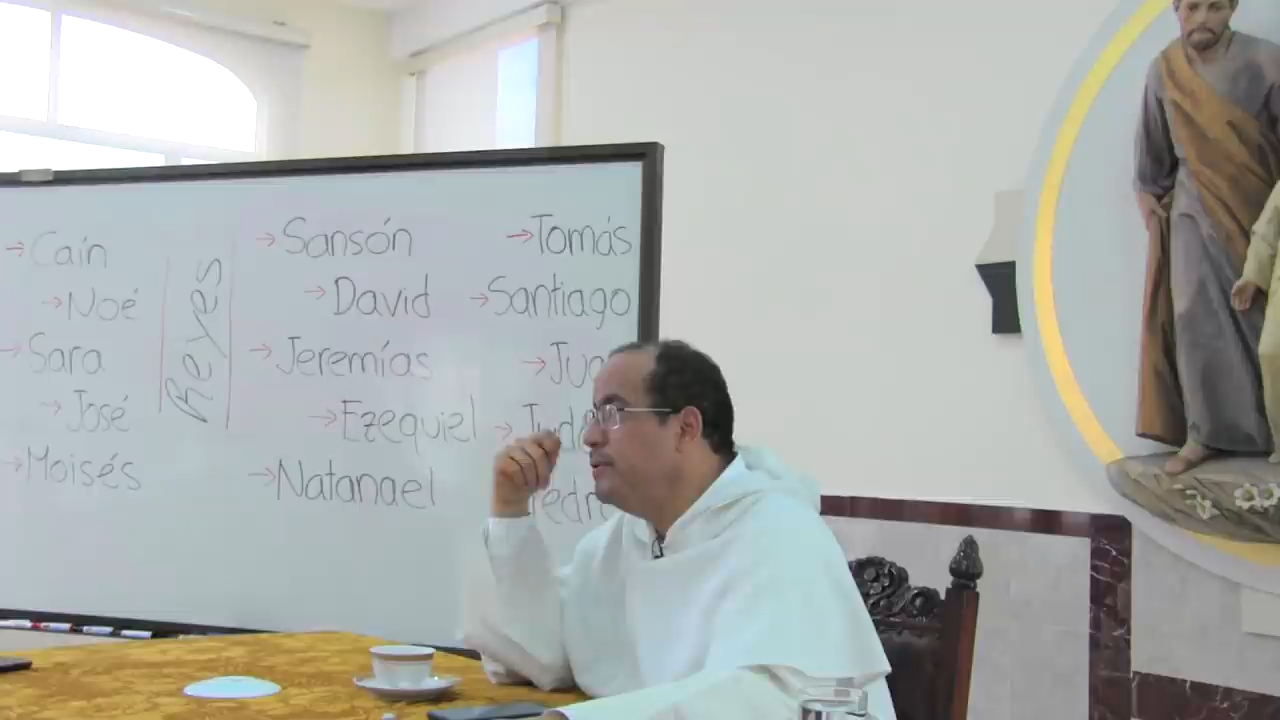 → Caín
→ Noé
→ Sara
→ José
→ Moisés
Reyes
→ Sansón
→ David
→ Jeremías
→ Ezequiel
→ Natanael
→ Tomás
→ Santiago